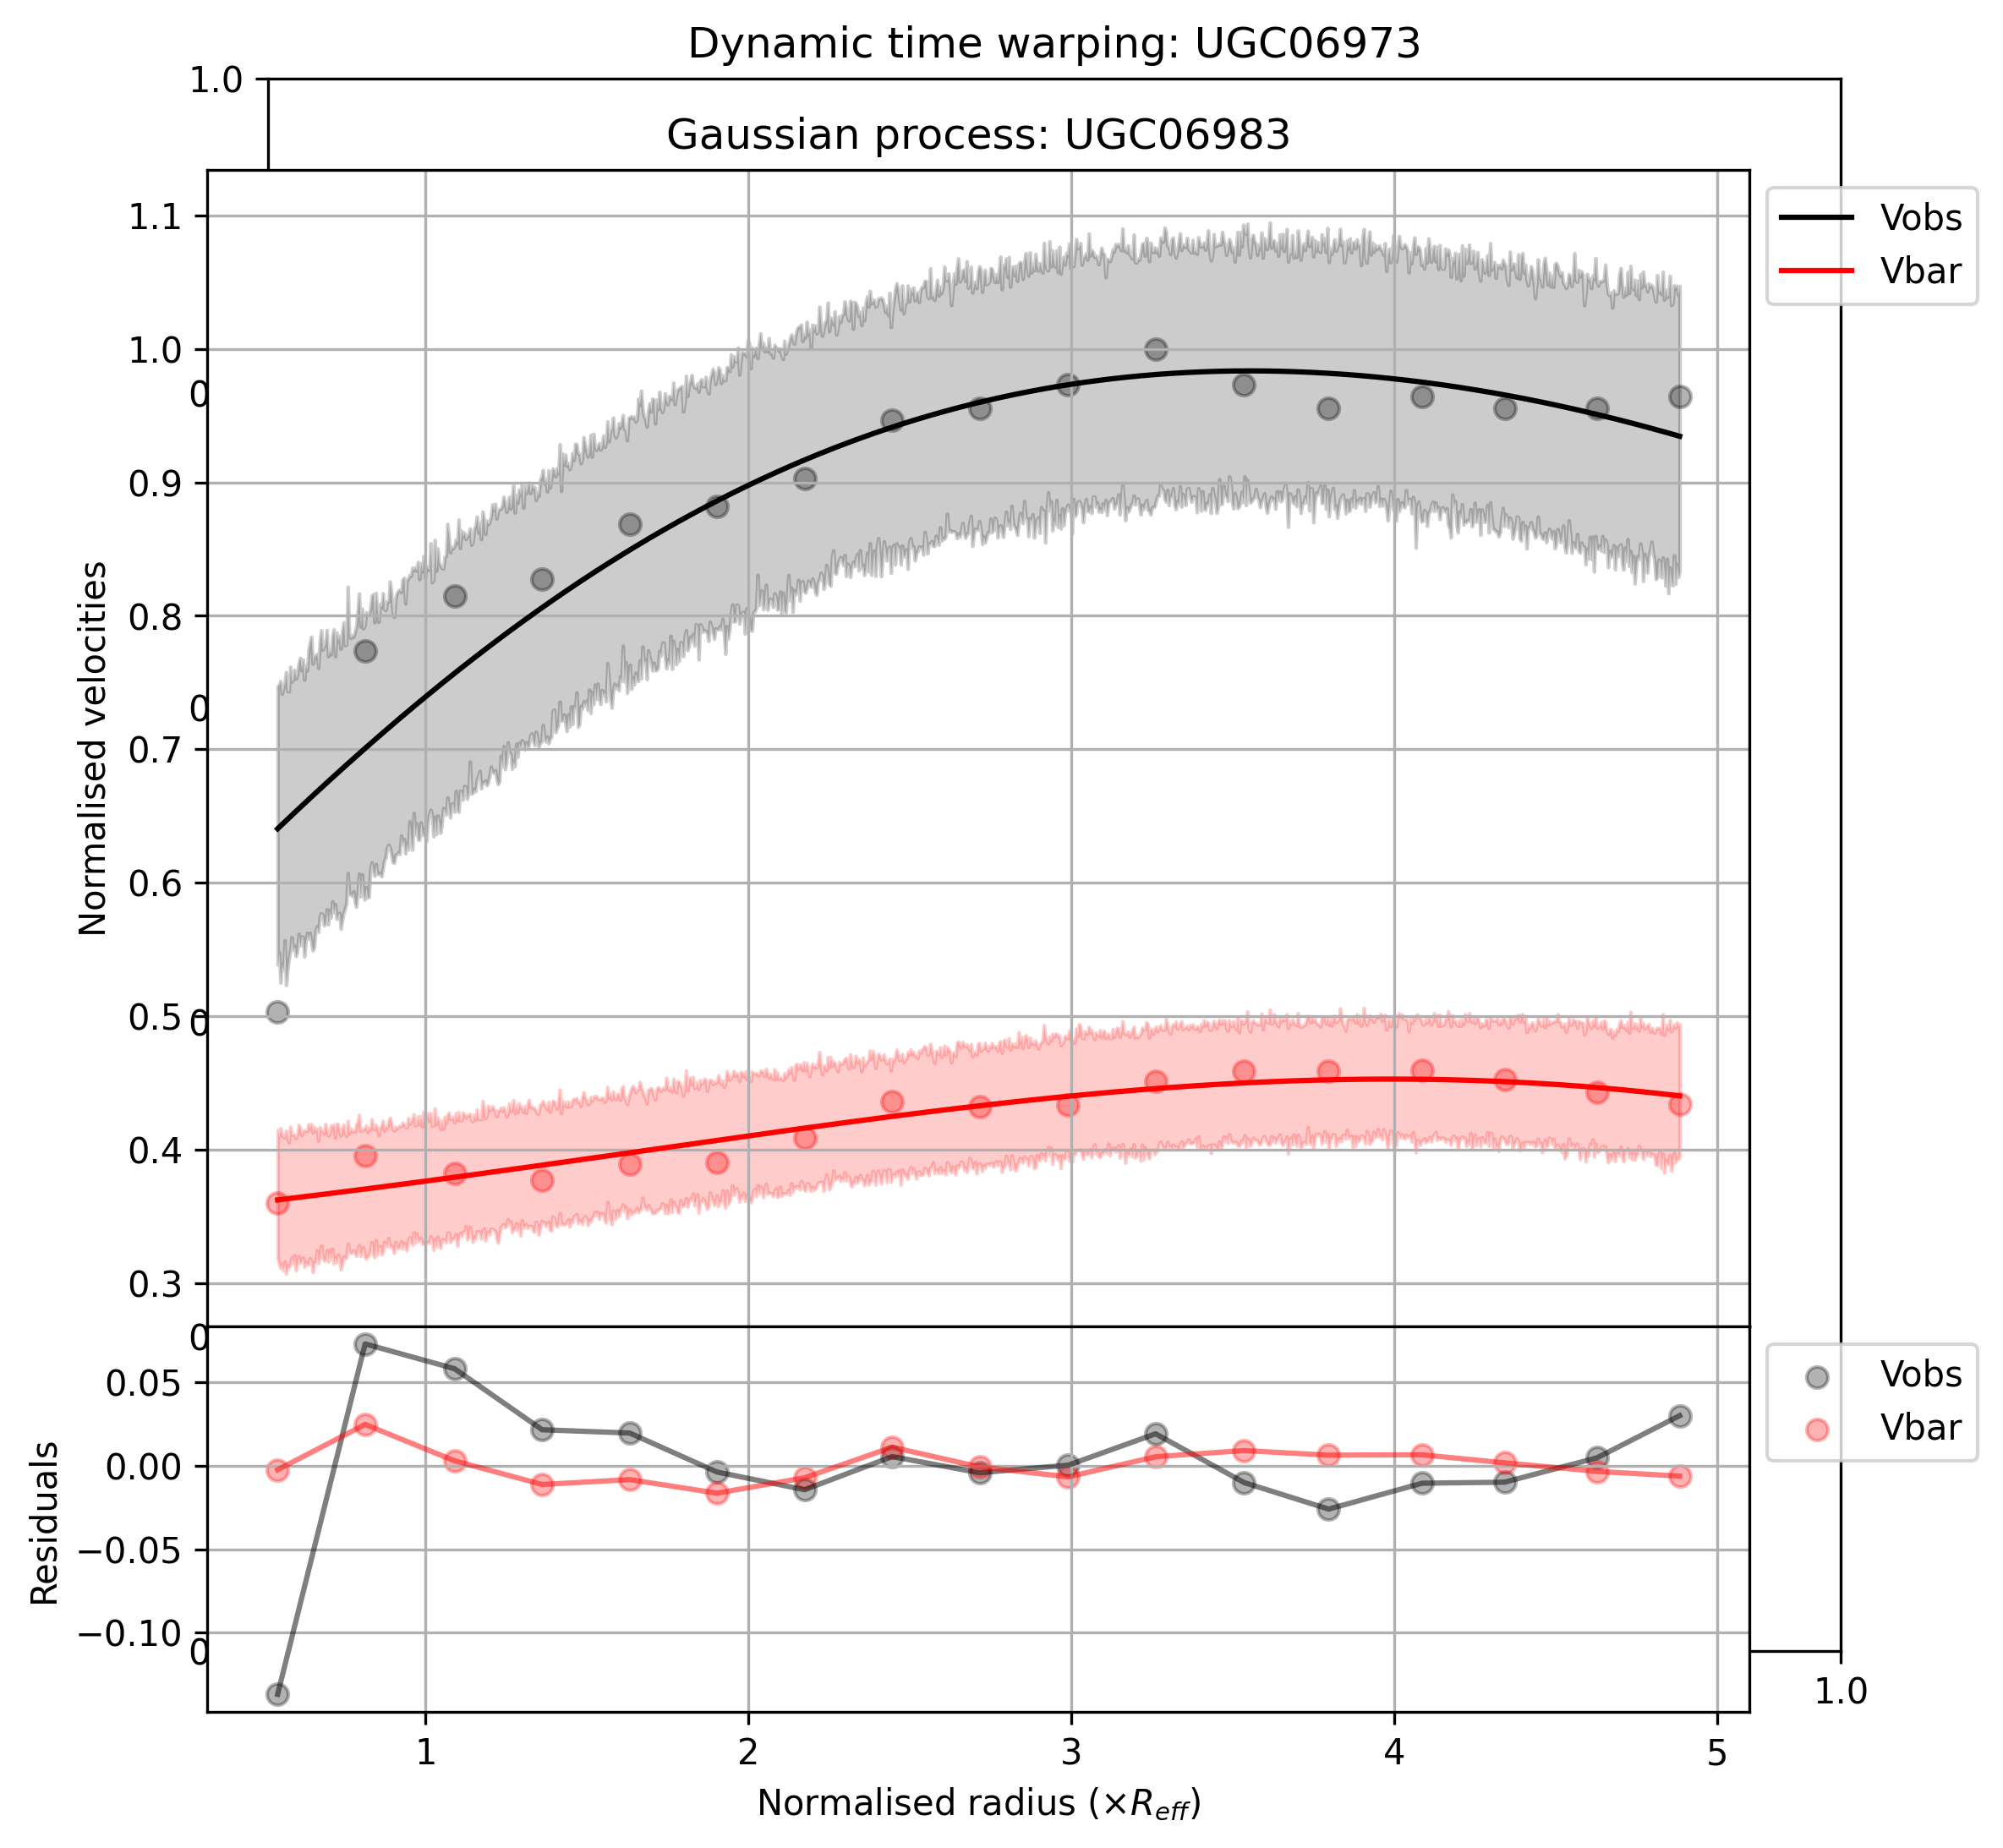 Dynamic time warping: UGC06973
1.0
Gaussian process: UGC06983
1.1
1.0
0
0.9
0.8
0
0.7
0.6
0.5
0
0.4
0.3
Normalised velocities
Vobs
Vbar
0
0.05
0.00
−0.05
−0.10
0
Residuals
Vobs
Vbar
1.0
1 2 3 4 5
Normalised radius (×R_eff)